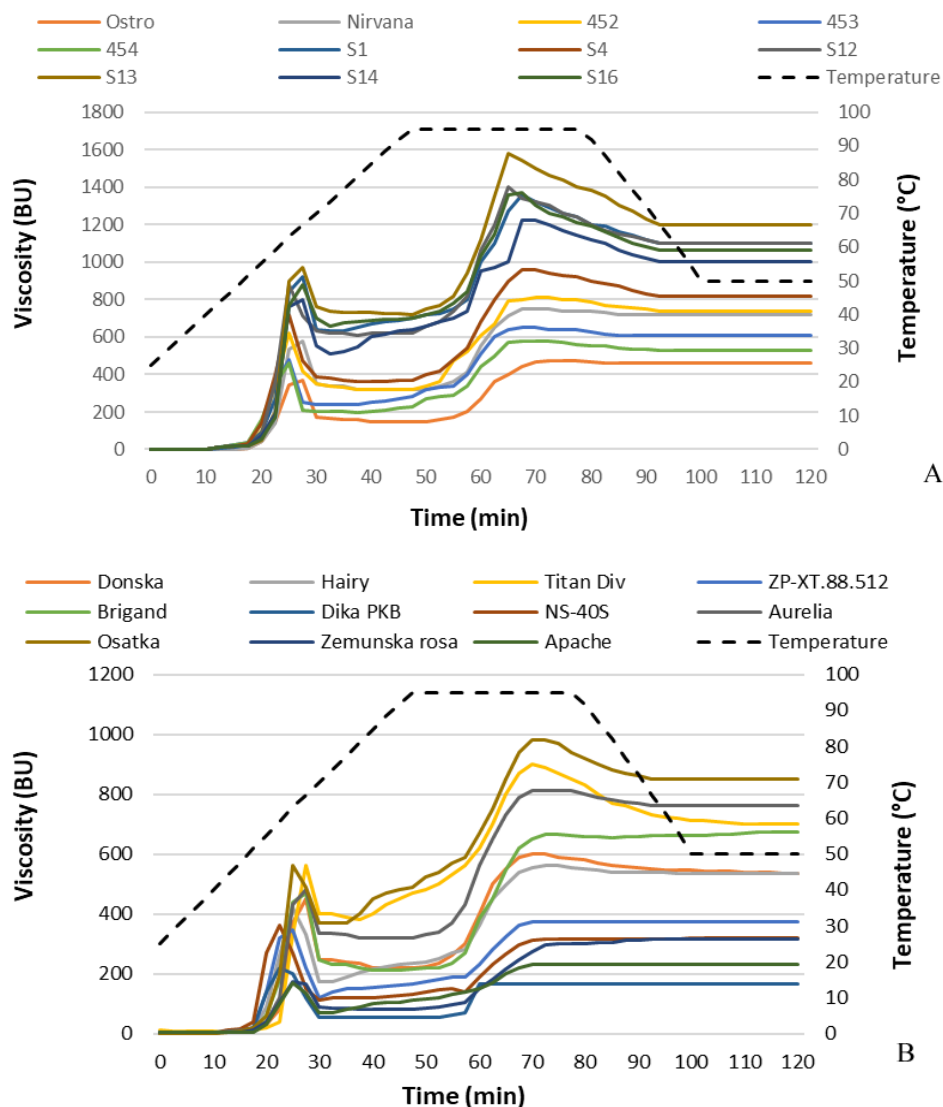 Ostro Nirvana 452 453
454 S1 S4 S12
S13 S14 S16 Temperature
1800 100
1600 90
1400 80
1200 70
1000 60
800 50
600 40
400 30
200 20
0 10
0
Viscosity (BU)
Temperature (°C)
0 10 20 30 40 50 60 70 80 90 100 110 120
A
Time (min)
Donska Hairy Titan Div ZP-XT.88.512
Brigand Dika PKB NS-40S Aurelia
Osatka Zemunska rosa Apache Temperature
1200 100
1000 90
800 80
600 70
400 60
200 50
0 40
30
20
10
0
Viscosity (BU)
Temperature (°C)
0 10 20 30 40 50 60 70 80 90 100 110 120
B
Time (min)